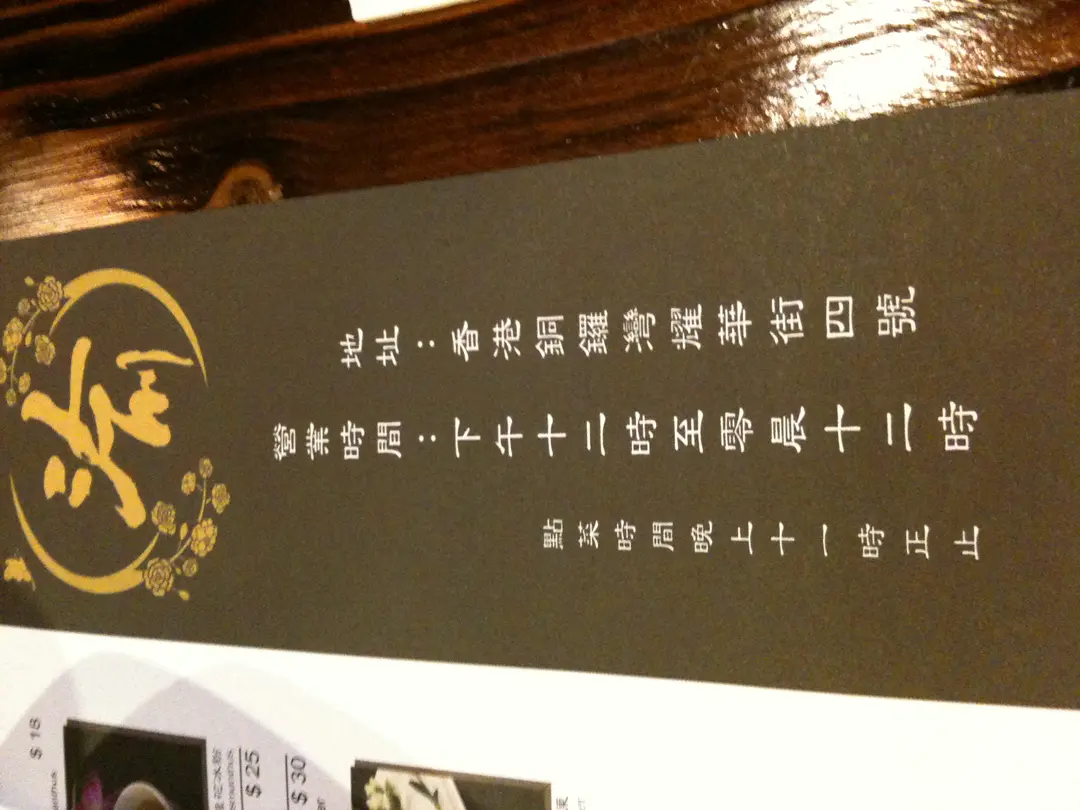 地址：香港銅鑼灣耀華街四號
營業時間：下午十二時至零晨十二時
點菜時間晚上十一時正止
$ 18
$ 25
$ 30